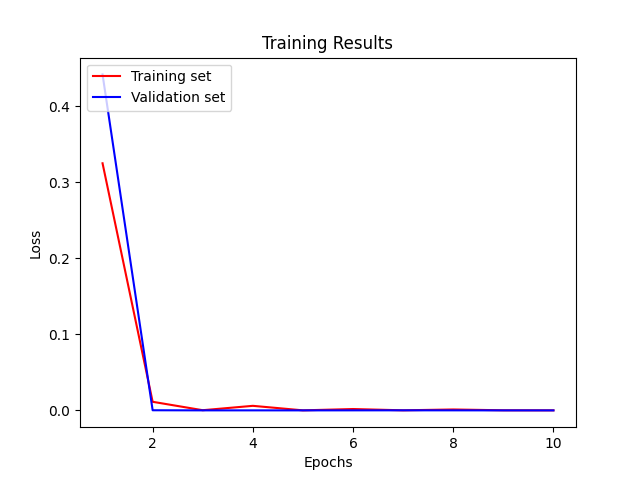 Training Results
Training set
Validation set
Loss
0.4
0.3
0.2
0.1
0.0
2 4 6 8 10
Epochs